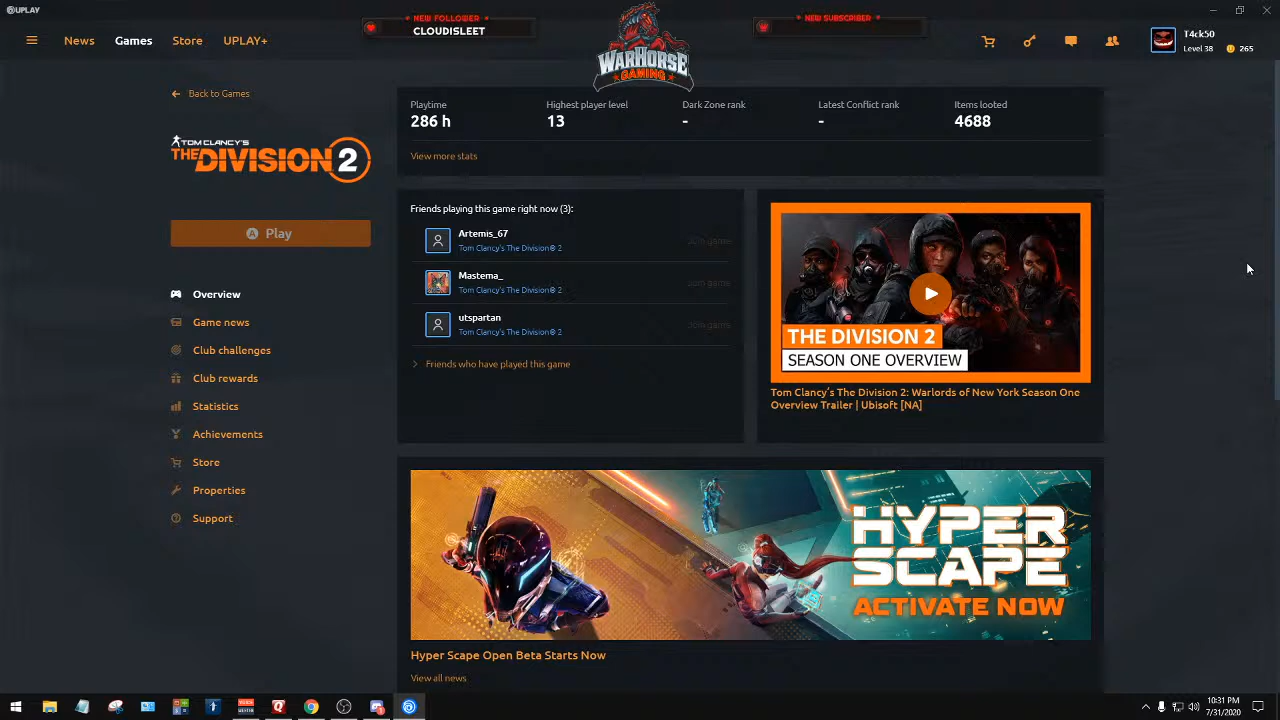 UPLAY
NEW FOLLOWER
CLOUDISLEET
NEW SUBSCRIBER
WARHORSE
GAMING
News
Games
Store
UPLAY+
T4ck50
Level 38
265
Back to Games
TOM CLANCY'S
THE DIVISION 2
Play
Overview
Game news
Club challenges
Club rewards
Statistics
Achievements
Store
Properties
Support
Playtime
286 h
Highest player level
13
Dark Zone rank
-
Latest Conflict rank
-
Items looted
4688
View more stats
Friends playing this game right now (3):
Artemis_67
Tom Clancy's The Division® 2
Join game
Mastema_
Tom Clancy's The Division® 2
Join game
utspartan
Tom Clancy's The Division® 2
Join game
Friends who have played this game
THE DIVISION 2
SEASON ONE OVERVIEW
Tom Clancy's The Division 2: Warlords of New York Season One
Overview Trailer | Ubisoft [NA]
HYPER
SCAPE
ACTIVATE NOW
Hyper Scape Open Beta Starts Now
View all news
10:31 PM
7/31/2020